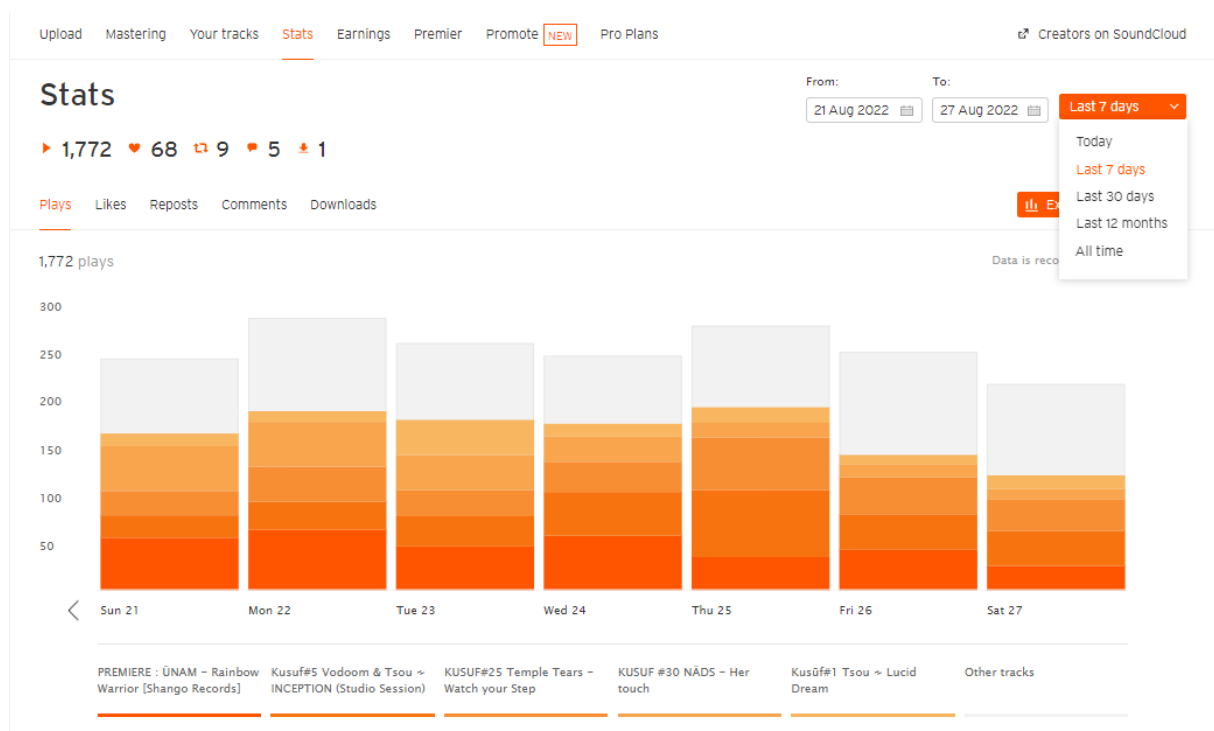 Upload Mastering Your tracks Stats Earnings Premier Promote NEW Pro Plans Creators on SoundCloud
Stats
From: To:
21 Aug 2022 27 Aug 2022 Last 7 days
Today
Last 7 days
Last 30 days
Last 12 months
All time
1,772 68 9 5 1
Plays Likes Reposts Comments Downloads
1,772 plays
Data is
300
250
200
150
100
50
Sun 21 Mon 22 Tue 23 Wed 24 Thu 25 Fri 26 Sat 27
PREMIERE : ÜNAM – Rainbow
Warrior [Shango Records]
Kusuf#5 Vodoom & Tsou ~
INCEPTION (Studio Session)
KUSUF#25 Temple Tears –
Watch your Step
KUSUF #30 NÄDS – Her
touch
Kusūf#1 Tsou ~ Lucid
Dream
Other tracks